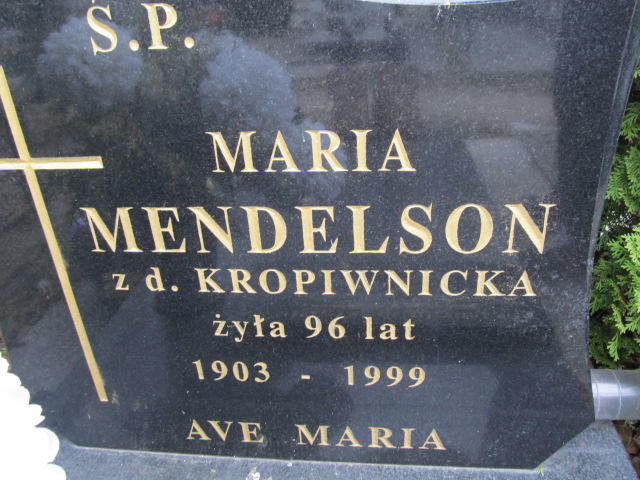 Ś.P.
MARIA
MENDELSON
z d. KROPIWNICKA
żyła 96 lat
1903 - 1999
AVE MARIA